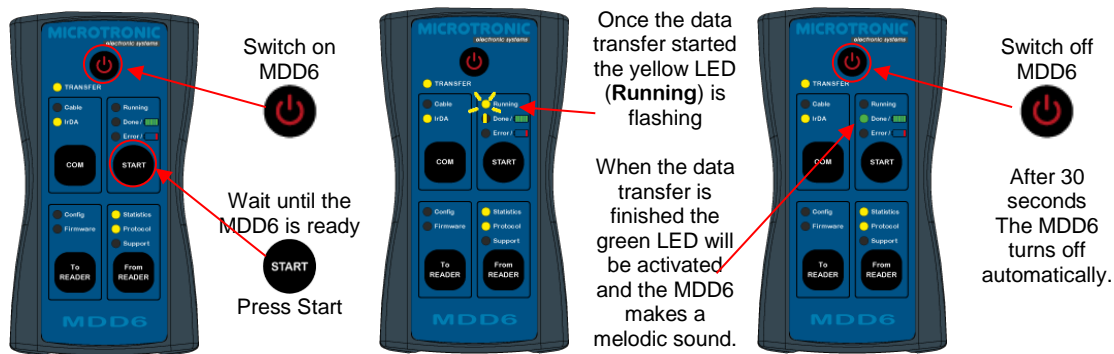 MICROTRONIC
electronic systems
TRANSFER
Cable
IrDA
Running
Done /
Error /
COM
START
Config
Firmware
Statistics
Protocol
Support
To
READER
From
READER
MDD6
Switch on
MDD6
Wait until the
MDD6 is ready
START
Press Start
MICROTRONIC
electronic systems
TRANSFER
Cable
IrDA
Running
Done /
Error /
COM
START
Config
Firmware
Statistics
Protocol
Support
To
READER
From
READER
MDD6
Once the data
transfer started
the yellow LED
(Running) is
flashing
When the data
transfer is
finished the
green LED will
be activated
and the MDD6
makes a
melodic sound.
MICROTRONIC
electronic systems
TRANSFER
Cable
IrDA
Running
Done /
Error /
COM
START
Config
Firmware
Statistics
Protocol
Support
To
READER
From
READER
MDD6
Switch off
MDD6
After 30
seconds
The MDD6
turns off
automatically.